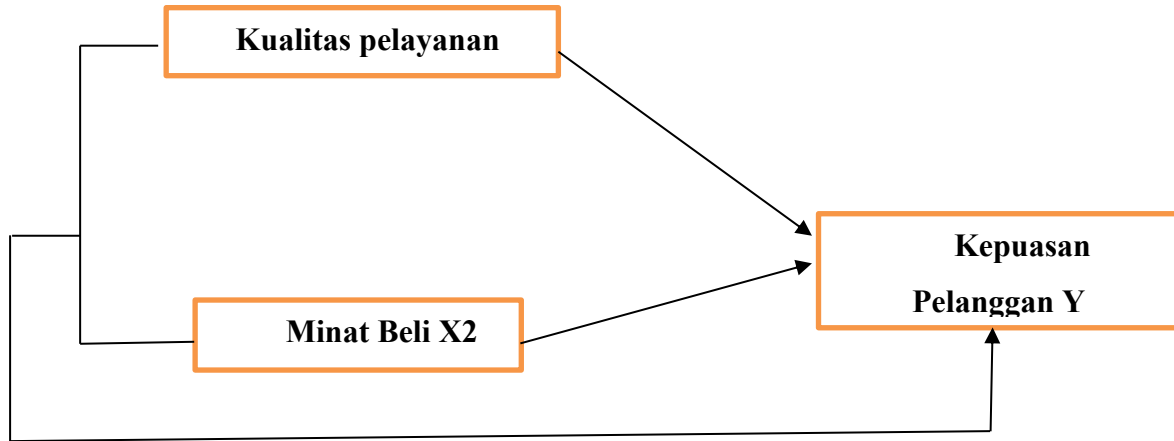 Kualitas pelayanan
Minat Beli X2
Kepuasan
Pelanggan Y